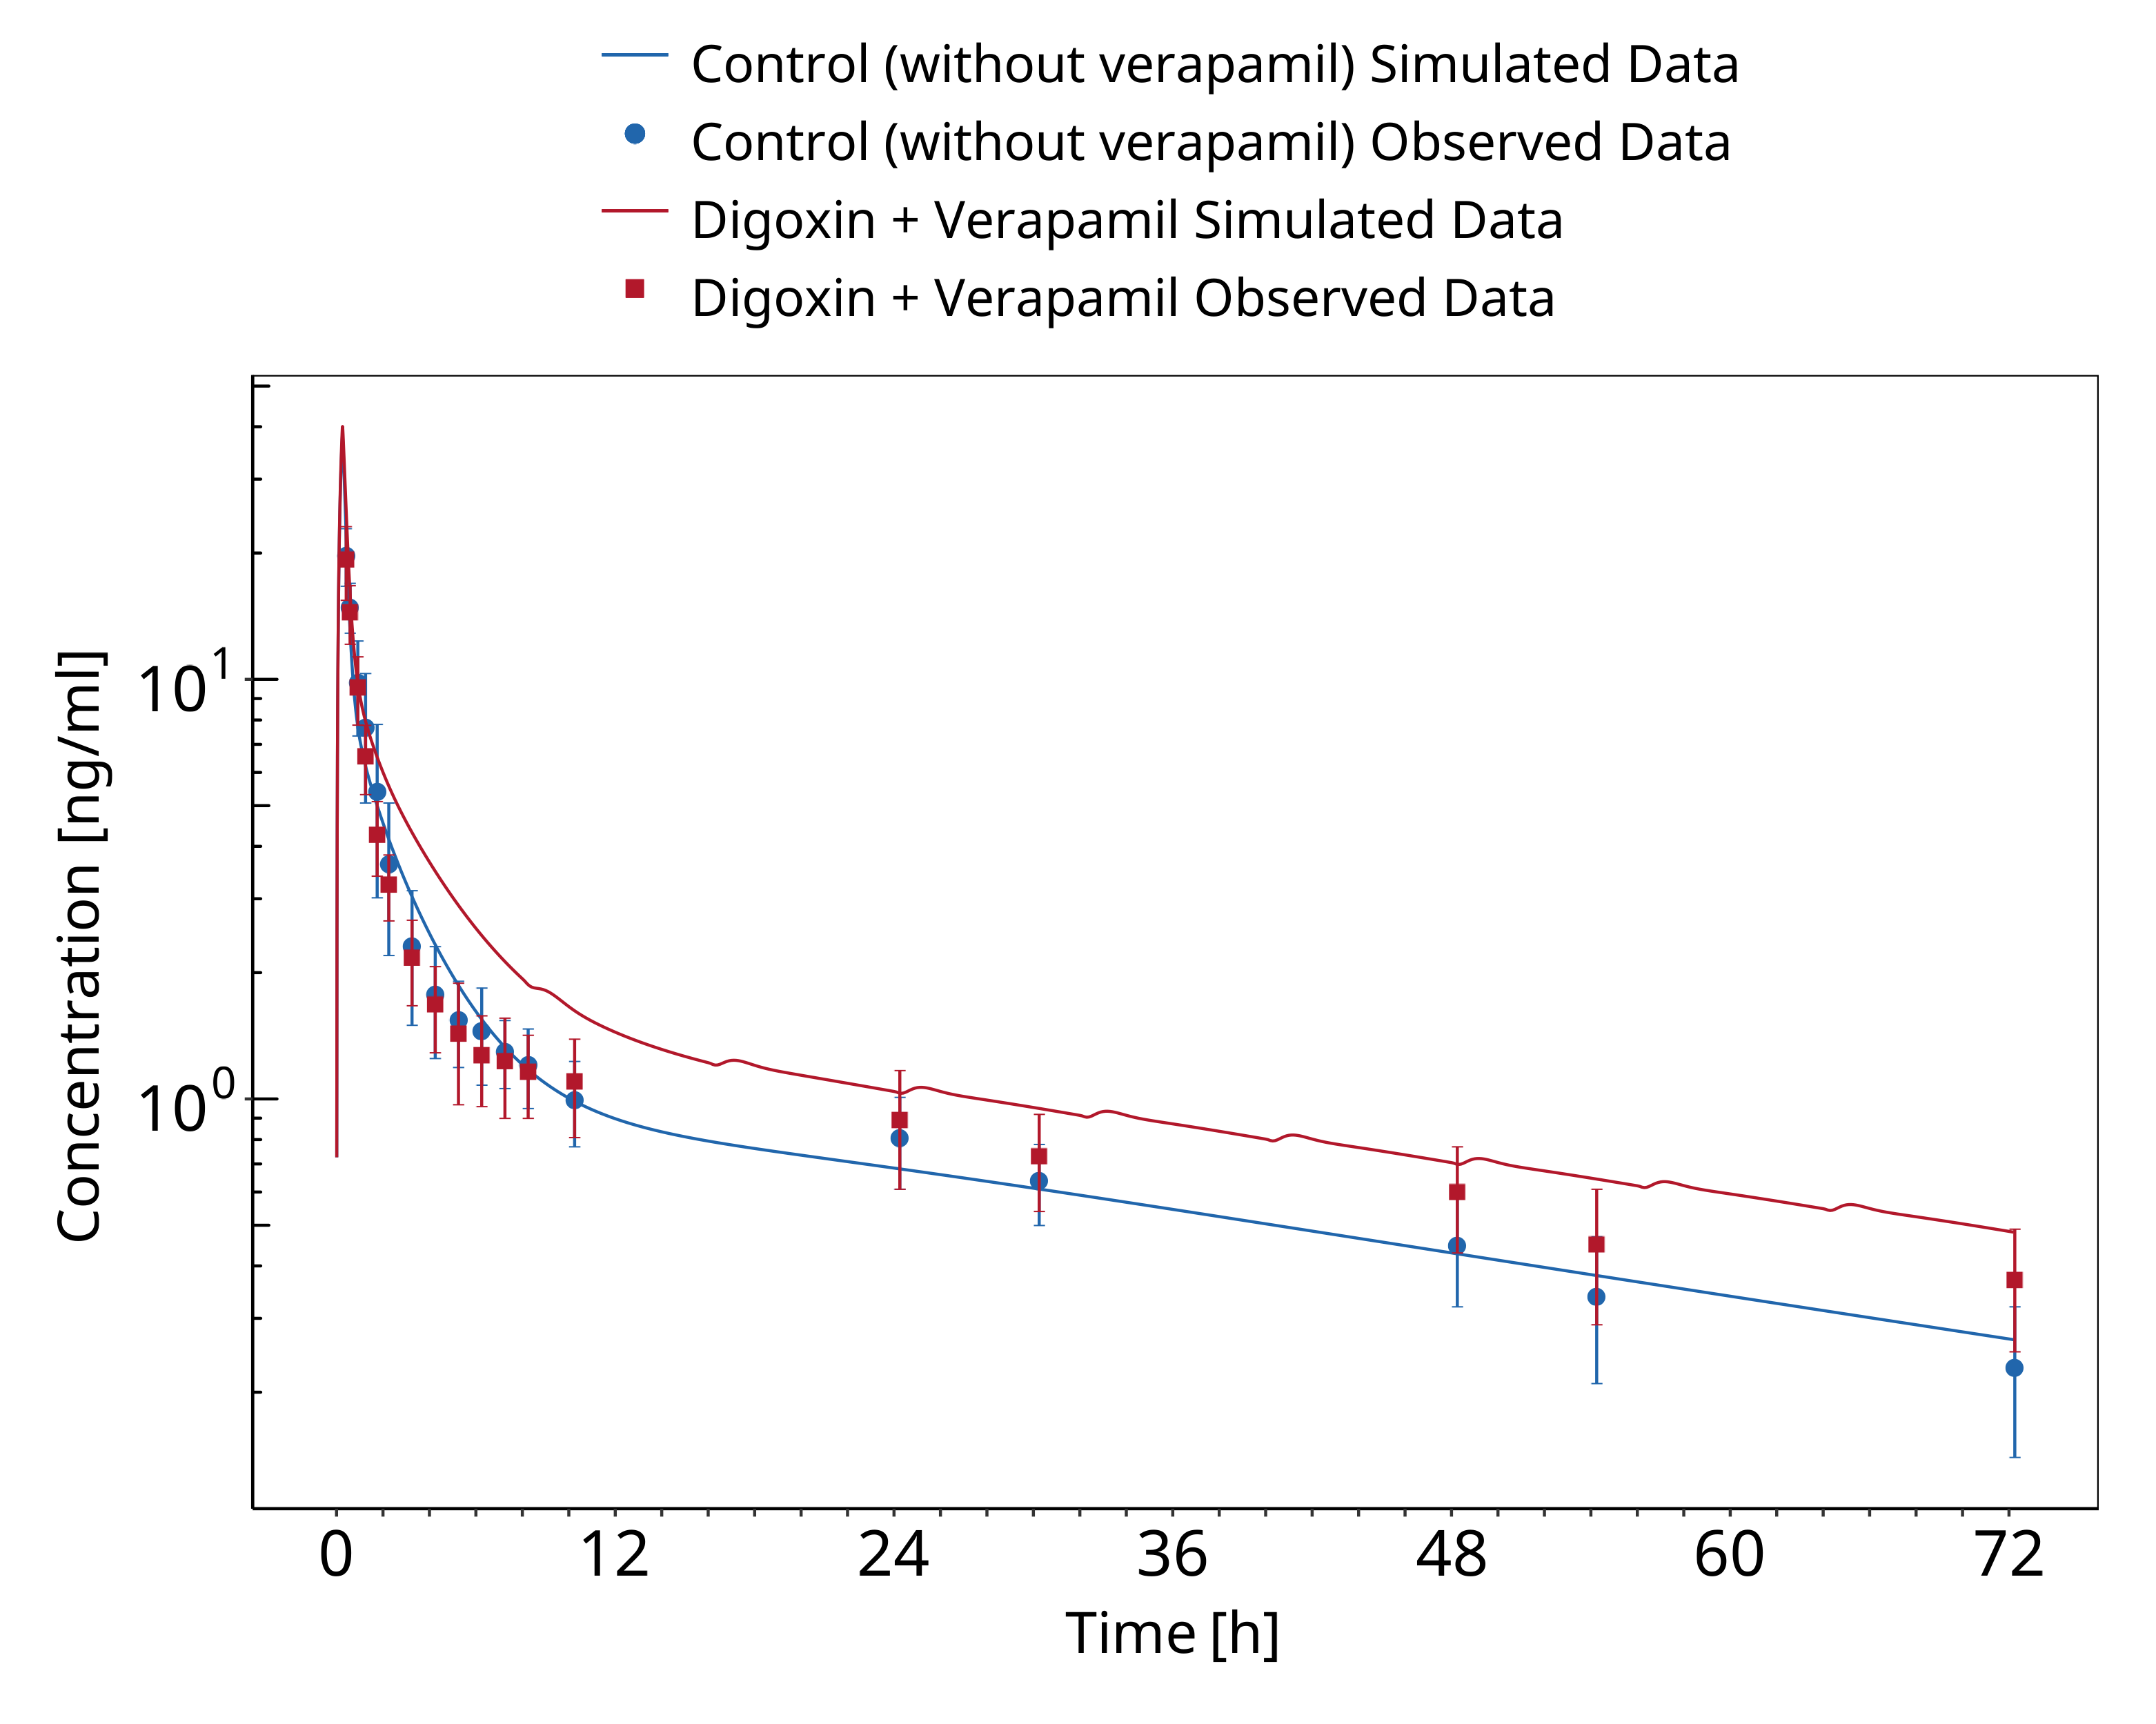 Control (without verapamil) Simulated Data
Control (without verapamil) Observed Data
Digoxin + Verapamil Simulated Data
Digoxin + Verapamil Observed Data
Concentration [ng/ml]
10¹
10⁰
0 12 24 36 48 60 72
Time [h]